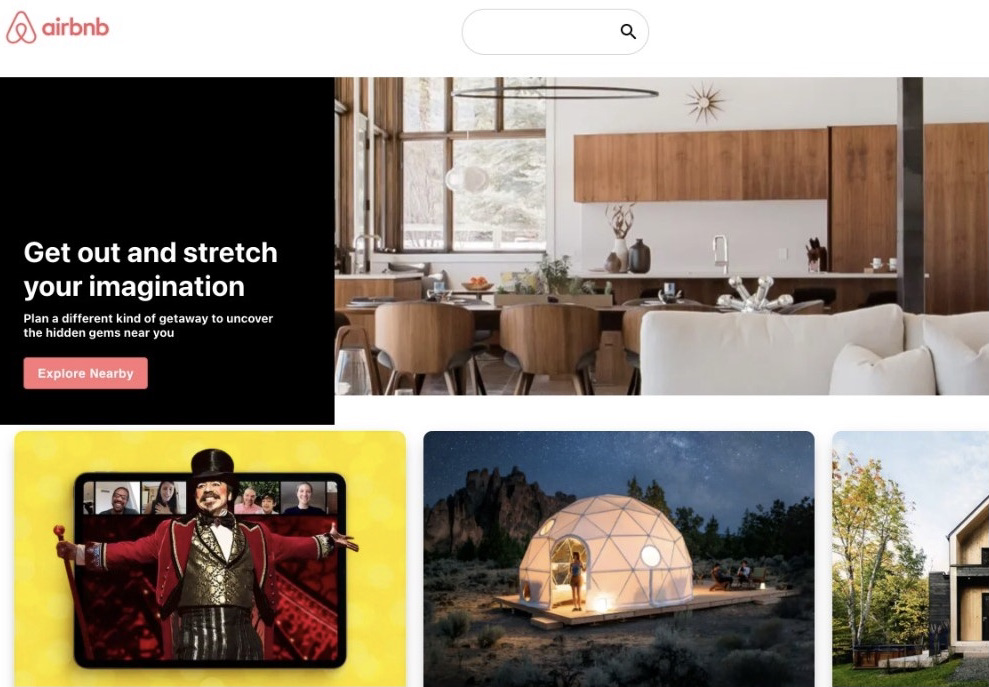 airbnb
Get out and stretch
your imagination
Plan a different kind of getaway to uncover
the hidden gems near you
Explore Nearby